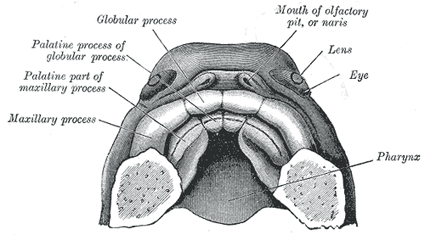 Globular process
Palatine process of
globular process
Palatine part of
maxillary process
Maxillary process
Mouth of olfactory
pit, or naris
Lens
Eye
Pharynx